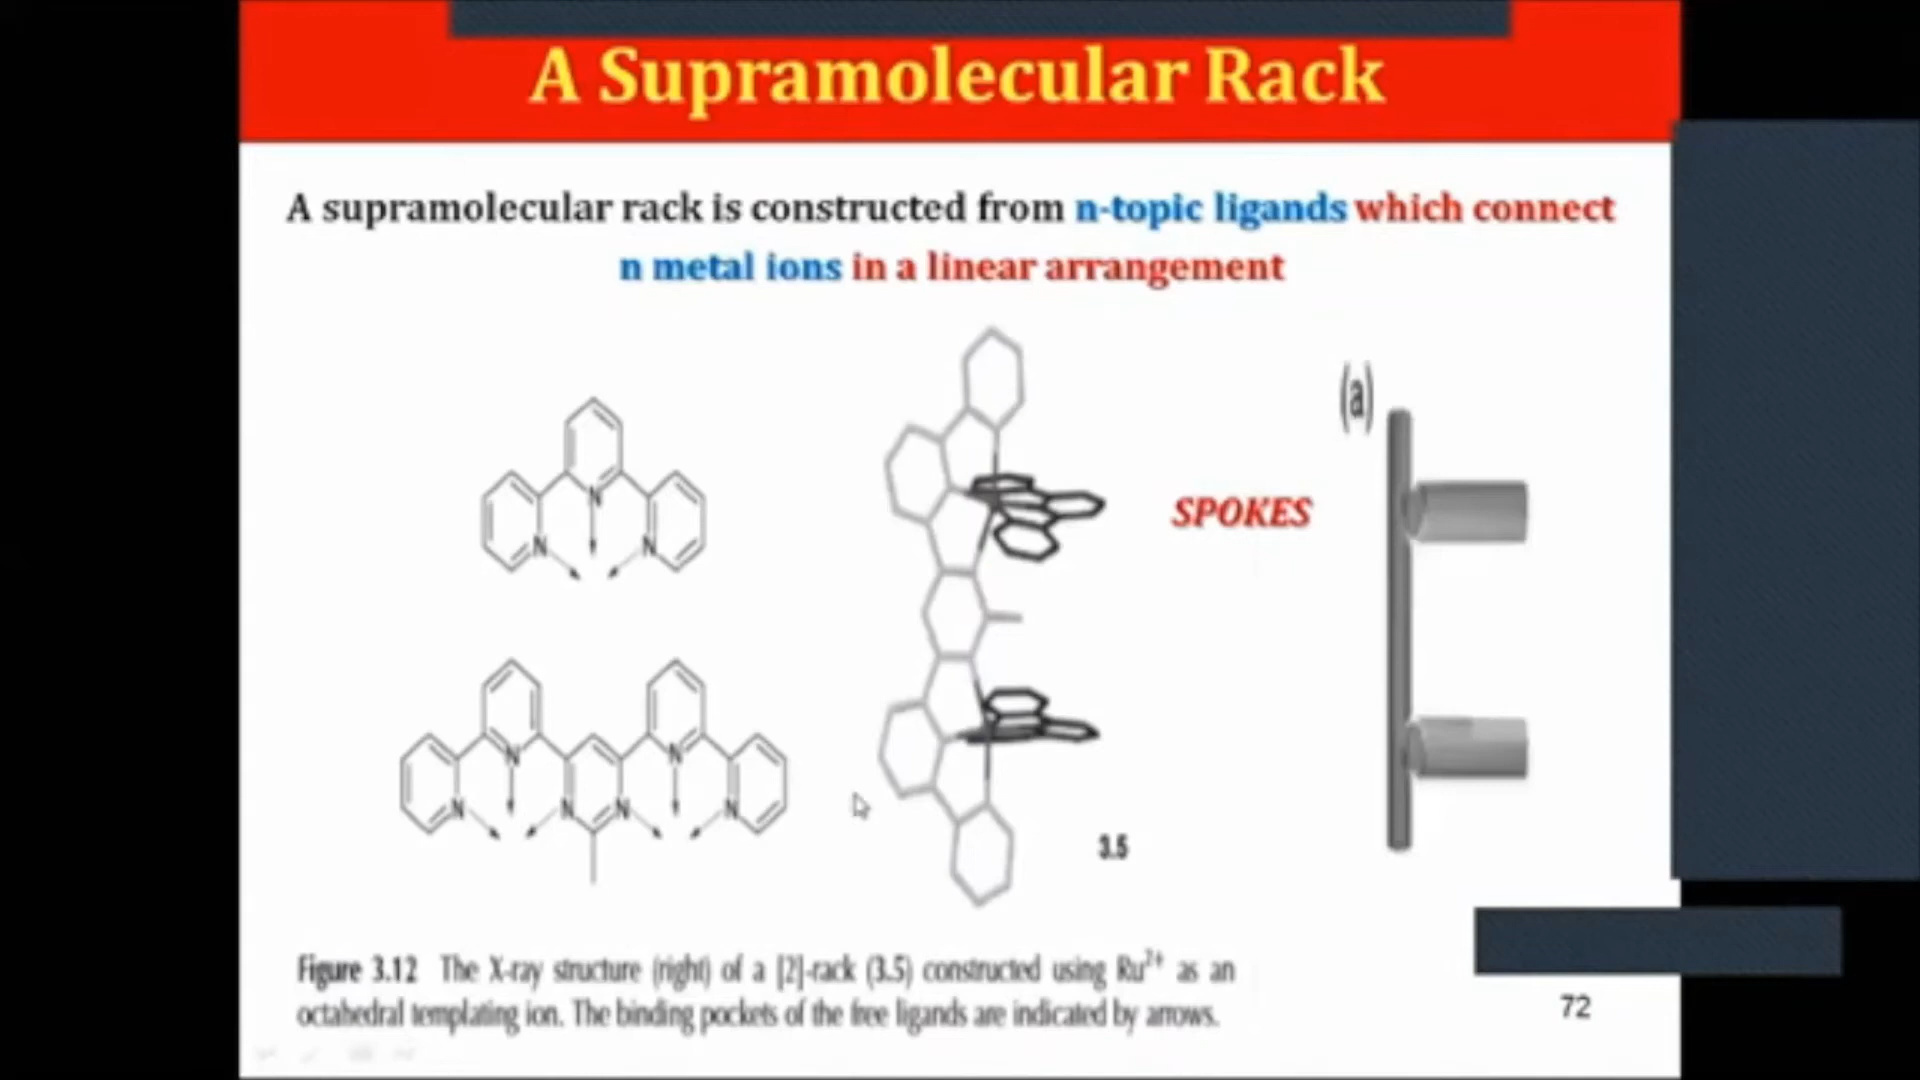 A Supramolecular Rack
A supramolecular rack is constructed from n-topic ligands which connect
n metal ions in a linear arrangement
(a)
SPOKES
N
N N
N N
N N N N
3.5
Figure 3.12 The X-ray structure (right) of a [2]-rack (3.5) constructed using Ru²⁺ as an
octahedral templating ion. The binding pockets of the free ligands are indicated by arrows.
72